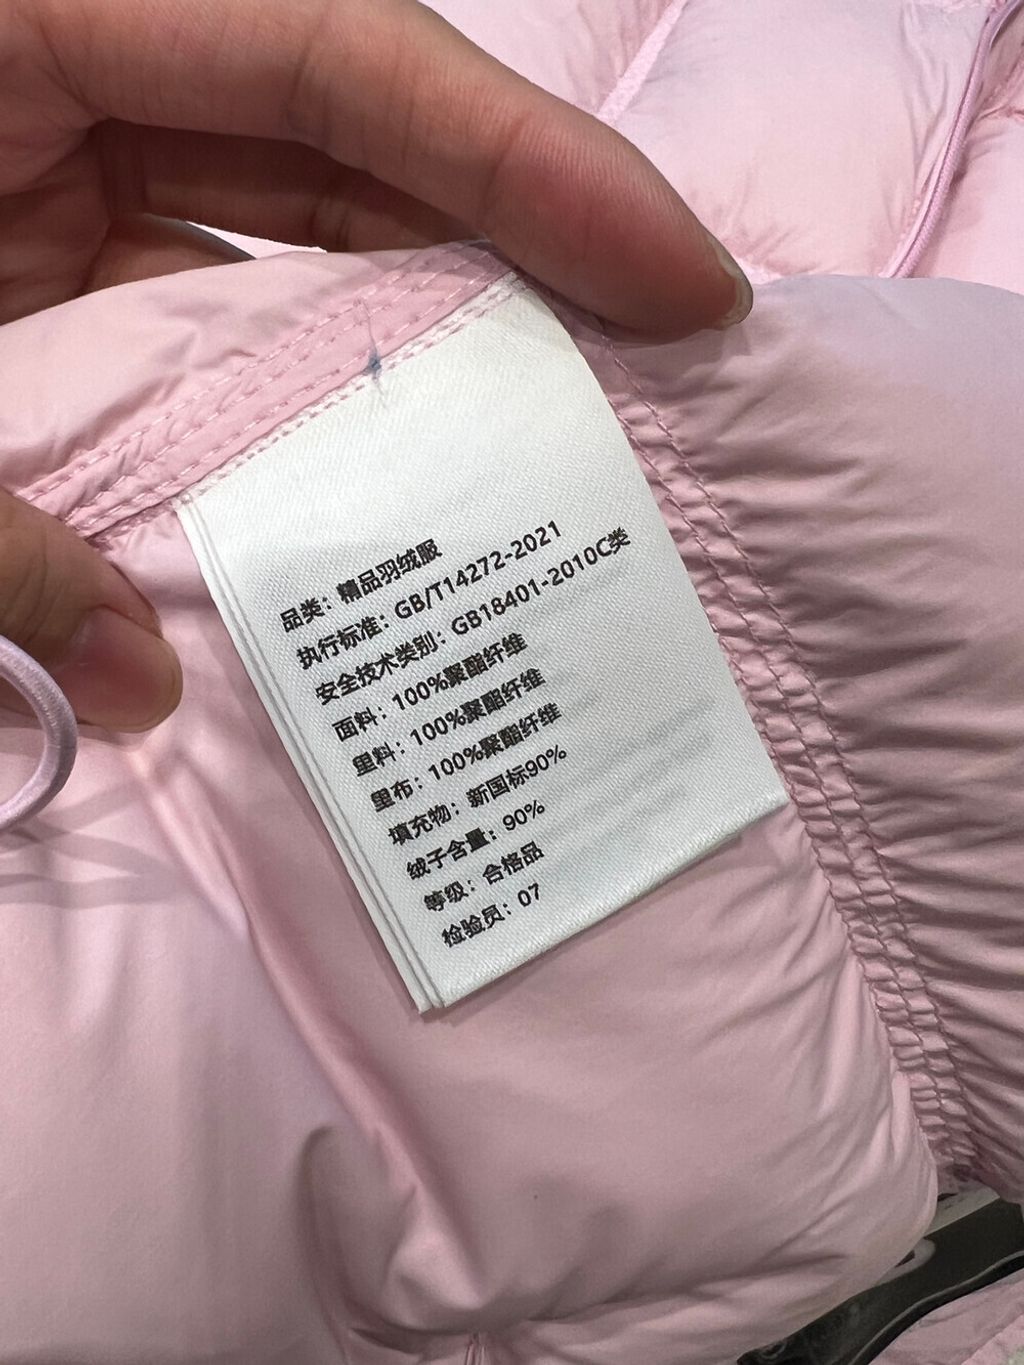 品类：精品羽绒服
执行标准：GB/T14272-2021
安全技术类别：GB18401-2010C类
面料：100%聚酯纤维
里料：100%聚酯纤维
里布：100%聚酯纤维
填充物：新国标90%
绒子含量：90%
等级：合格品
检验员：07